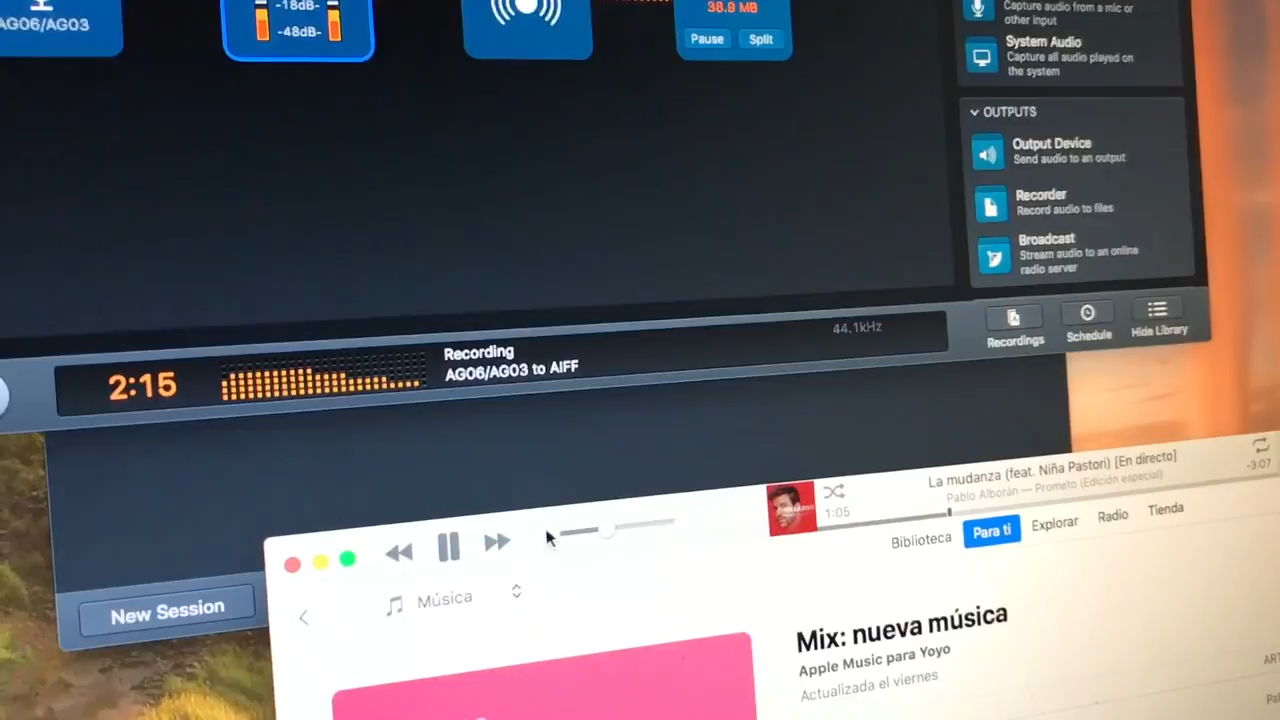 AG06/AG03
-18dB-
-48dB-
38.9 MB
Pause
Split
Capture audio from a mic or
other input
System Audio
Capture all audio played on
the system
OUTPUTS
Output Device
Send audio to an output
Recorder
Record audio to files
Broadcast
Stream audio to an online
radio server
Recordings
Schedule
Hide Library
2:15
Recording
AG06/AG03 to AIFF
44.1kHz
New Session
La mudanza (feat. Niña Pastori) [En directo]
Pablo Alborán — Prometo (Edición especial)
1:05
-3:07
Biblioteca
Para ti
Explorar
Radio
Tienda
Música
Mix: nueva música
Apple Music para Yoyo
Actualizada el viernes